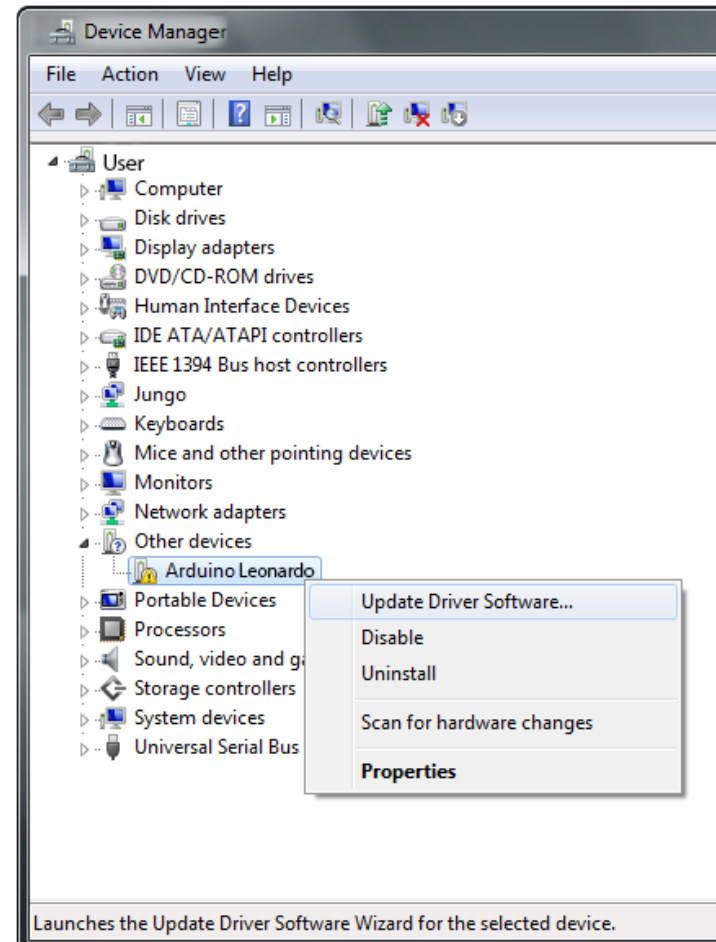 Device Manager
File Action View Help
User
Computer
Disk drives
Display adapters
DVD/CD-ROM drives
Human Interface Devices
IDE ATA/ATAPI controllers
IEEE 1394 Bus host controllers
Jungo
Keyboards
Mice and other pointing devices
Monitors
Network adapters
Other devices
Arduino Leonardo
Portable Devices
Processors
Sound, video and
Storage controllers
System devices
Universal Serial Bus
Update Driver Software...
Disable
Uninstall
Scan for hardware changes
Properties
Launches the Update Driver Software Wizard for the selected device.